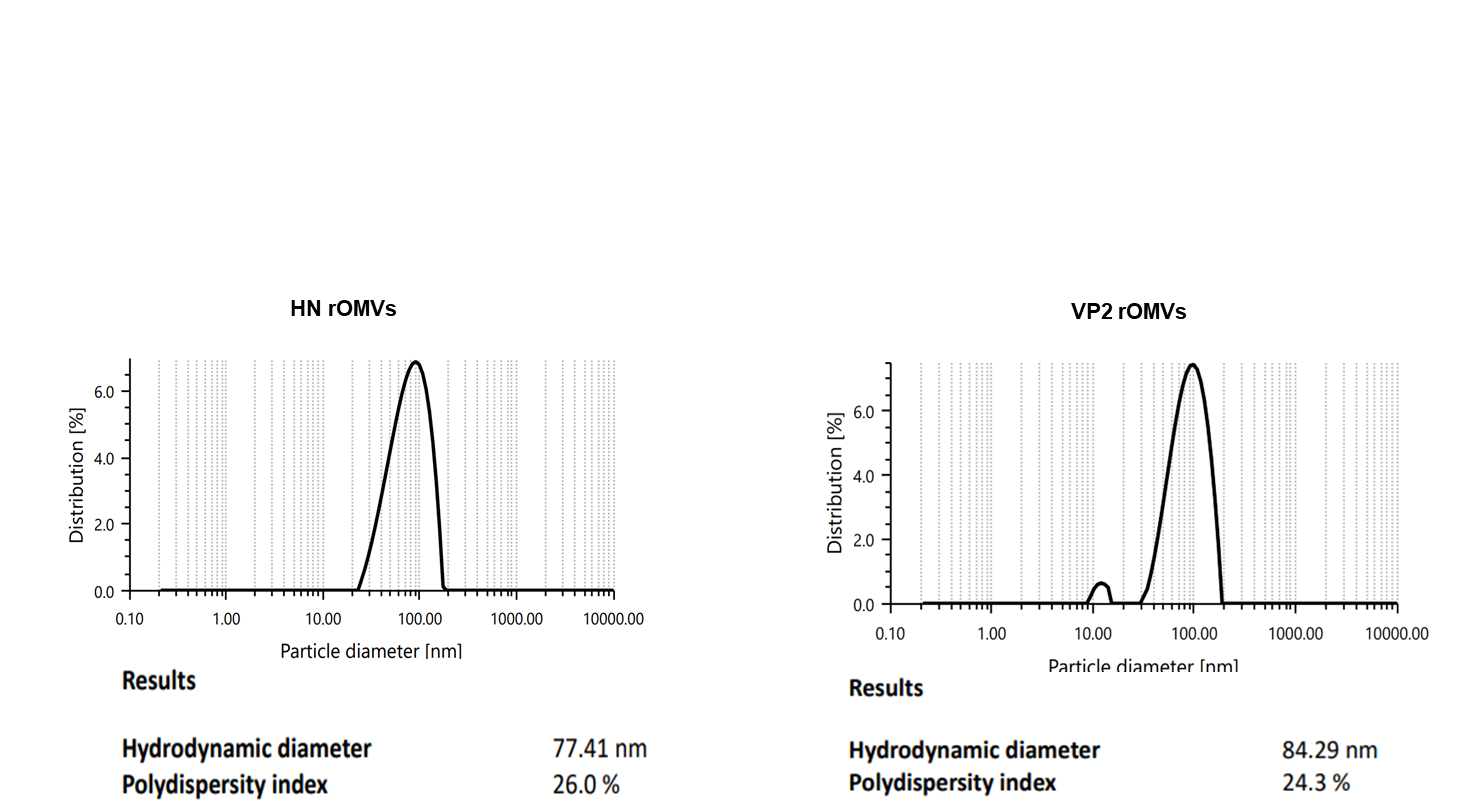 HN rOMVs
Distribution [%]
6.0
4.0
2.0
0.0
0.10 1.00 10.00 100.00 1000.00 10000.00
Particle diameter [nm]
Results
Hydrodynamic diameter 77.41 nm
Polydispersity index 26.0 %
VP2 rOMVs
Distribution [%]
6.0
4.0
2.0
0.0
0.10 1.00 10.00 100.00 1000.00 10000.00
Particle diameter [nm]
Results
Hydrodynamic diameter 84.29 nm
Polydispersity index 24.3 %